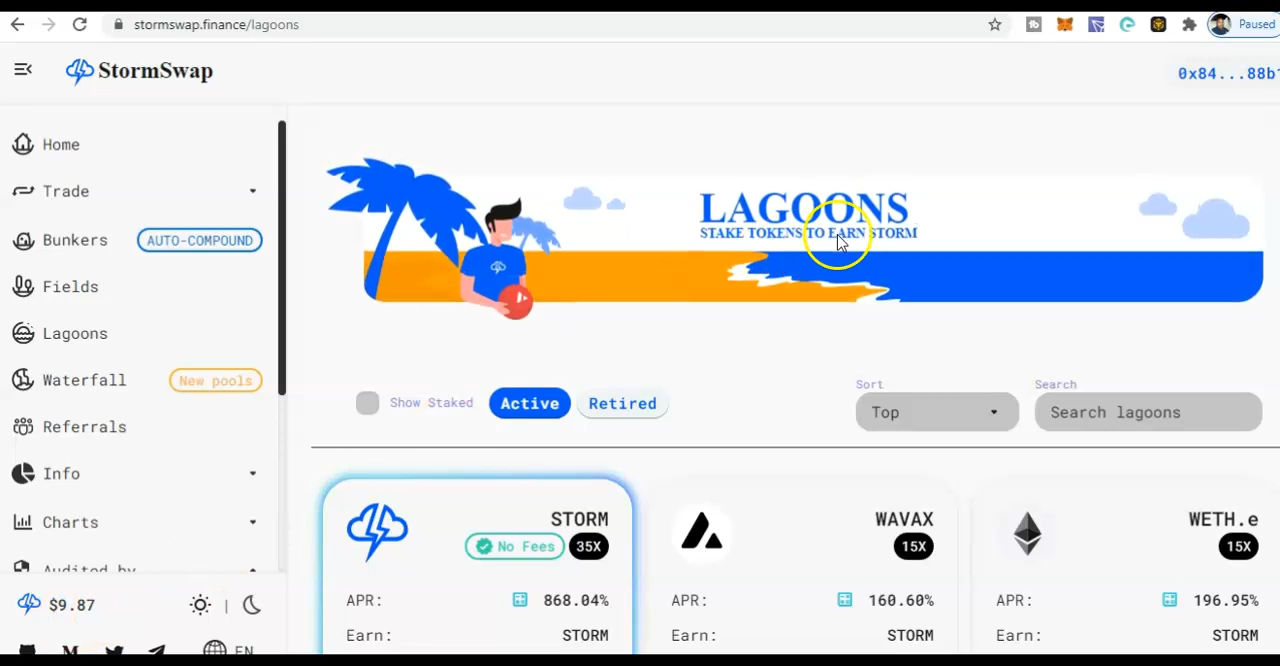 stormswap.finance/lagoons
Paused
StormSwap
0x84...88b
Home
Trade
Bunkers AUTO-COMPOUND
Fields
Lagoons
Waterfall New pools
Referrals
Info
Charts
Audited by
$9.87
EN
LAGOONS
STAKE TOKENS TO EARN STORM
Show Staked Active Retired
Sort
Top
Search
Search lagoons
STORM
No Fees 35X
APR: 868.04%
Earn: STORM
WAVAX
15X
APR: 160.60%
Earn: STORM
WETH.e
15X
APR: 196.95%
Earn: STORM